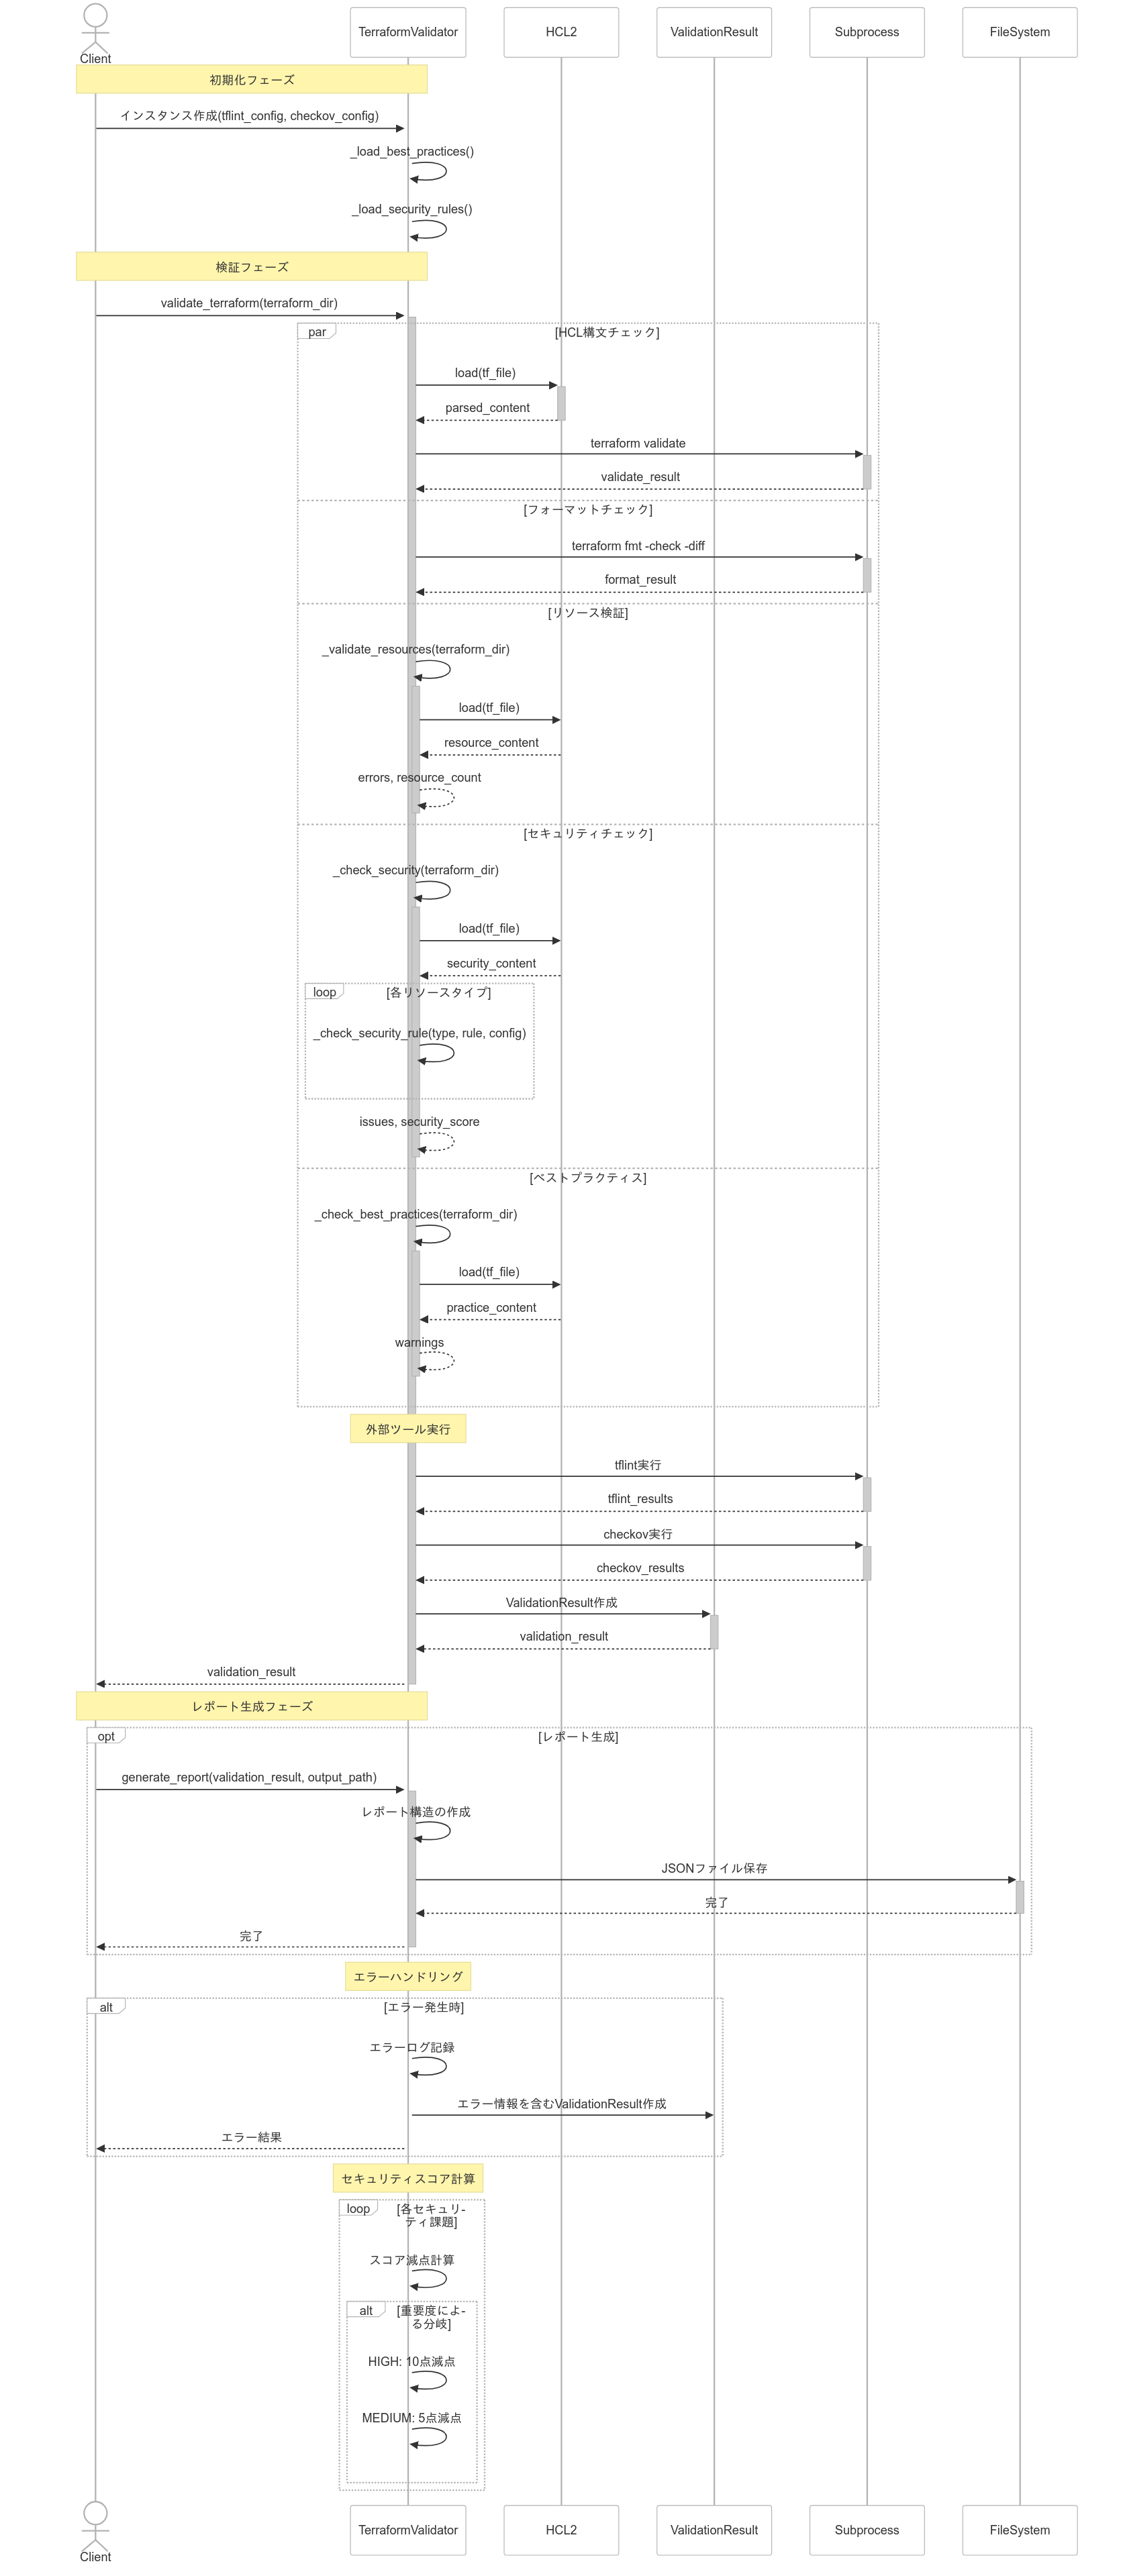 Client
TerraformValidator
HCL2
ValidationResult
Subprocess
FileSystem
初期化フェーズ
インスタンス作成(tflint_config, checkov_config)
_load_best_practices()
_load_security_rules()
検証フェーズ
validate_terraform(terraform_dir)
par
[HCL構文チェック]
load(tf_file)
parsed_content
terraform validate
validate_result
[フォーマットチェック]
terraform fmt -check -diff
format_result
[リソース検証]
_validate_resources(terraform_dir)
load(tf_file)
resource_content
errors, resource_count
[セキュリティチェック]
_check_security(terraform_dir)
load(tf_file)
security_content
loop
[各リソースタイプ]
_check_security_rule(type, rule, config)
issues, security_score
[ベストプラクティス]
_check_best_practices(terraform_dir)
load(tf_file)
practice_content
warnings
外部ツール実行
tflint実行
tflint_results
checkov実行
checkov_results
ValidationResult作成
validation_result
validation_result
レポート生成フェーズ
opt
[レポート生成]
generate_report(validation_result, output_path)
レポート構造の作成
JSONファイル保存
完了
完了
エラーハンドリング
alt
[エラー発生時]
エラーログ記録
エラー情報を含むValidationResult作成
エラー結果
セキュリティスコア計算
loop
[各セキュリ-
ティ課題]
スコア減点計算
alt
[重要度によ-
る分岐]
HIGH: 10点減点
MEDIUM: 5点減点
Client
TerraformValidator
HCL2
ValidationResult
Subprocess
FileSystem